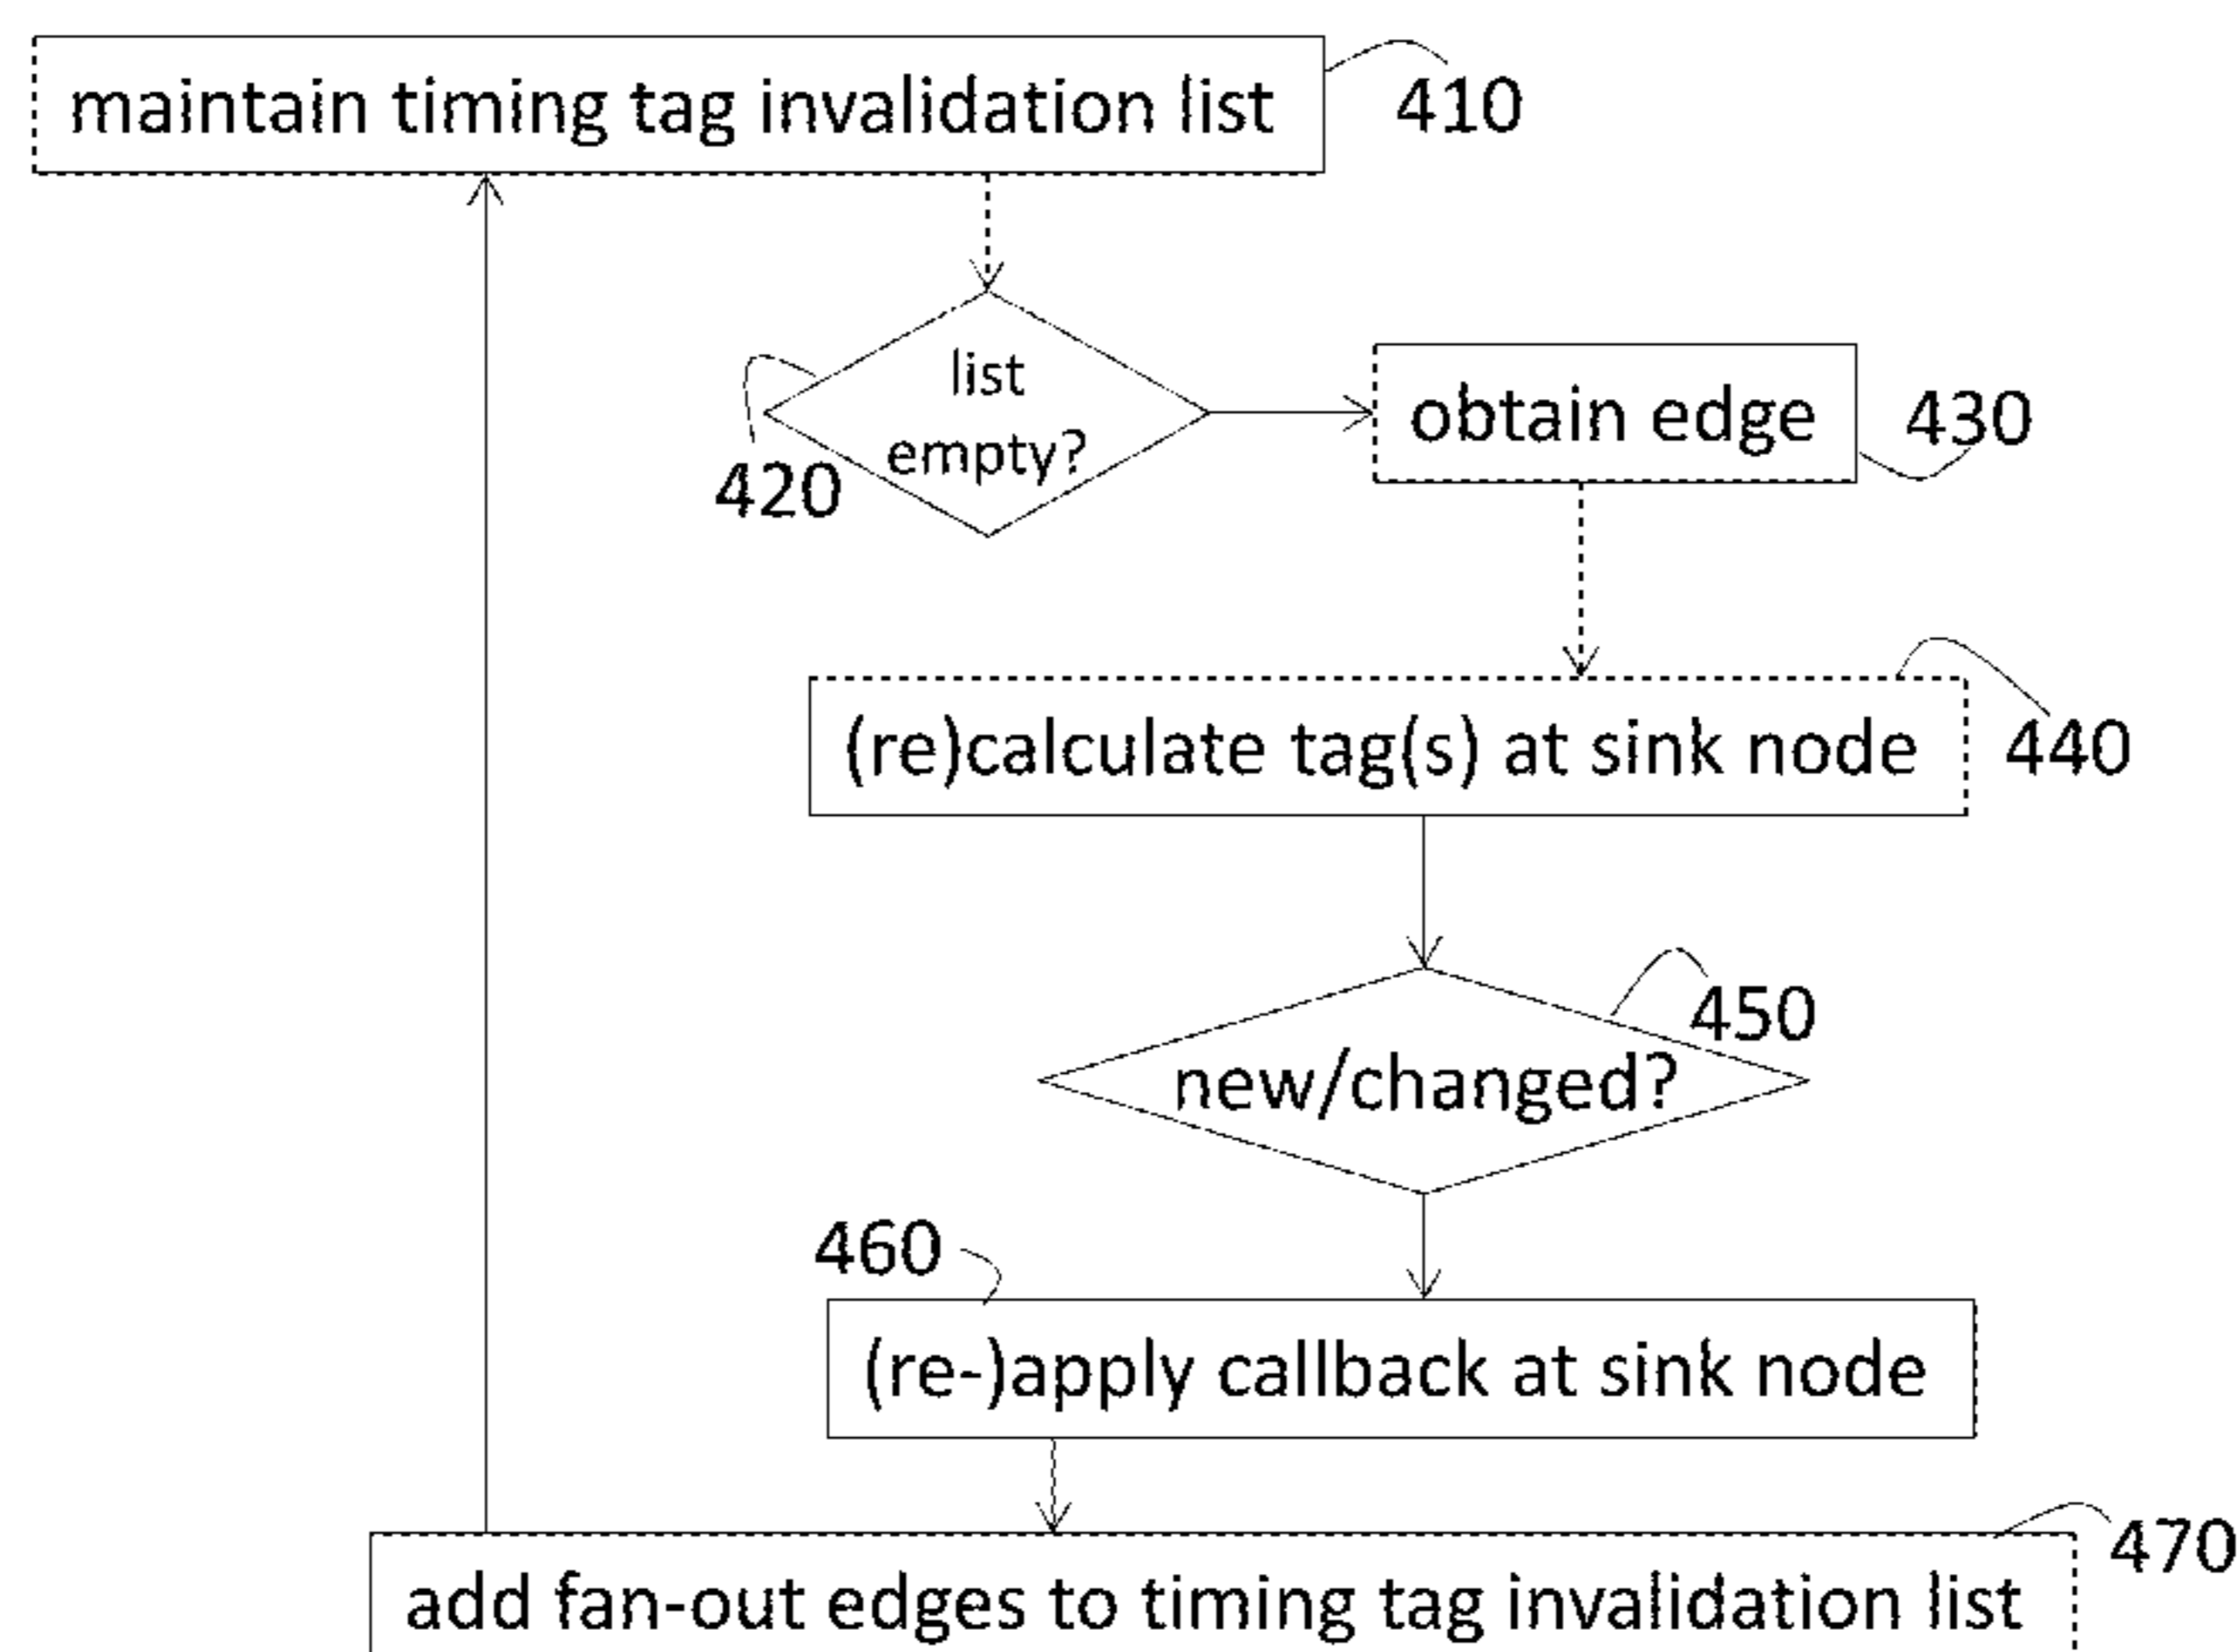 maintain timing tag invalidation list
410
list
empty?
420
obtain edge
430
(re)calculate tag(s) at sink node
440
450
new/changed?
460
(re-)apply callback at sink node
470
add fan-out edges to timing tag invalidation list